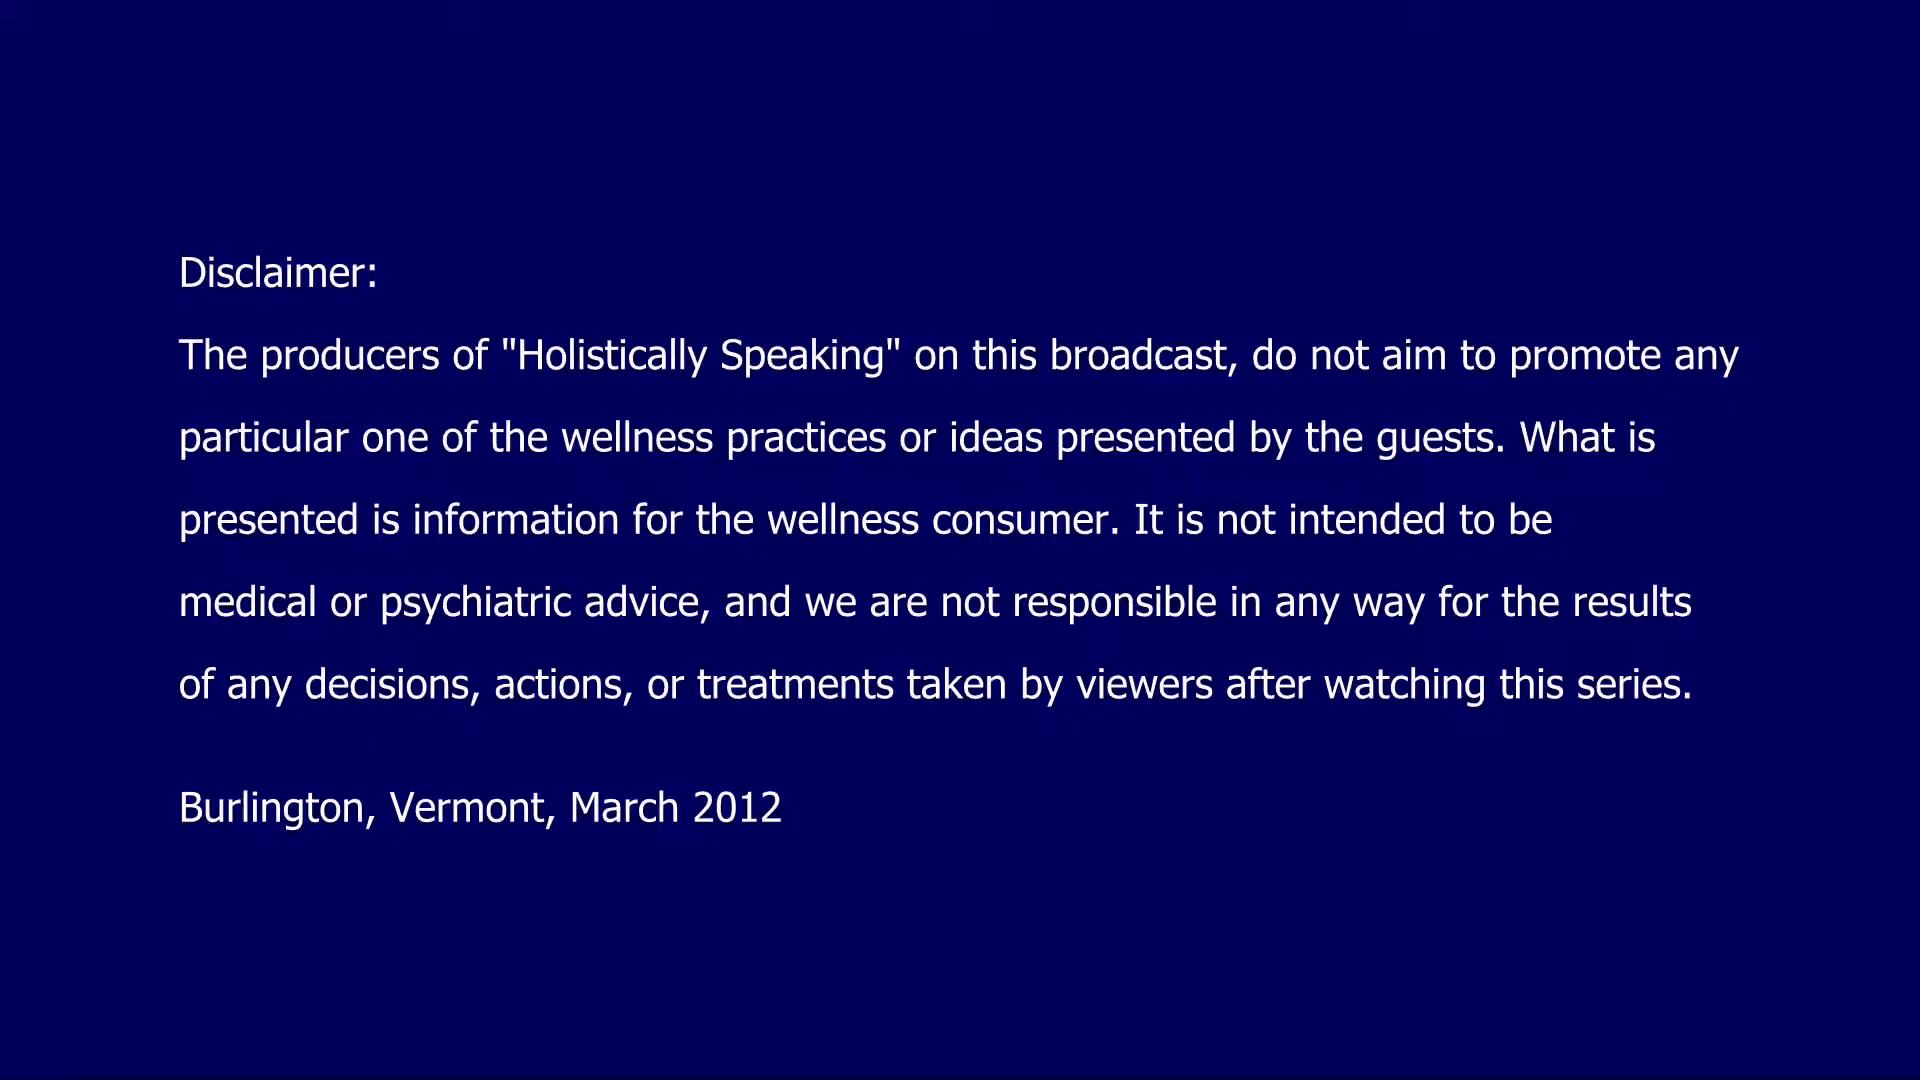 Disclaimer:
The producers of "Holistically Speaking" on this broadcast, do not aim to promote any
particular one of the wellness practices or ideas presented by the guests. What is
presented is information for the wellness consumer. It is not intended to be
medical or psychiatric advice, and we are not responsible in any way for the results
of any decisions, actions, or treatments taken by viewers after watching this series.
Burlington, Vermont, March 2012